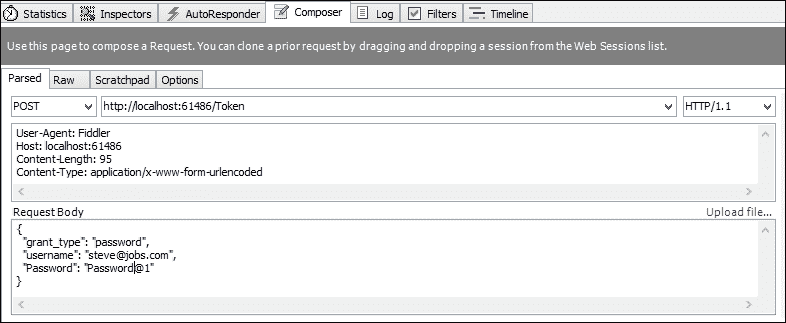 Statistics Inspectors AutoResponder Composer Log Filters Timeline
Use this page to compose a Request. You can clone a prior request by dragging and dropping a session from the Web Sessions list.
Parsed Raw Scratchpad Options
POST http://localhost:61486/Token HTTP/1.1
User-Agent: Fiddler
Host: localhost:61486
Content-Length: 95
Content-Type: application/x-www-form-urlencoded
Request Body Upload file...
{
"grant_type": "password",
"username": "steve@jobs.com",
"Password": "Password@1"
}